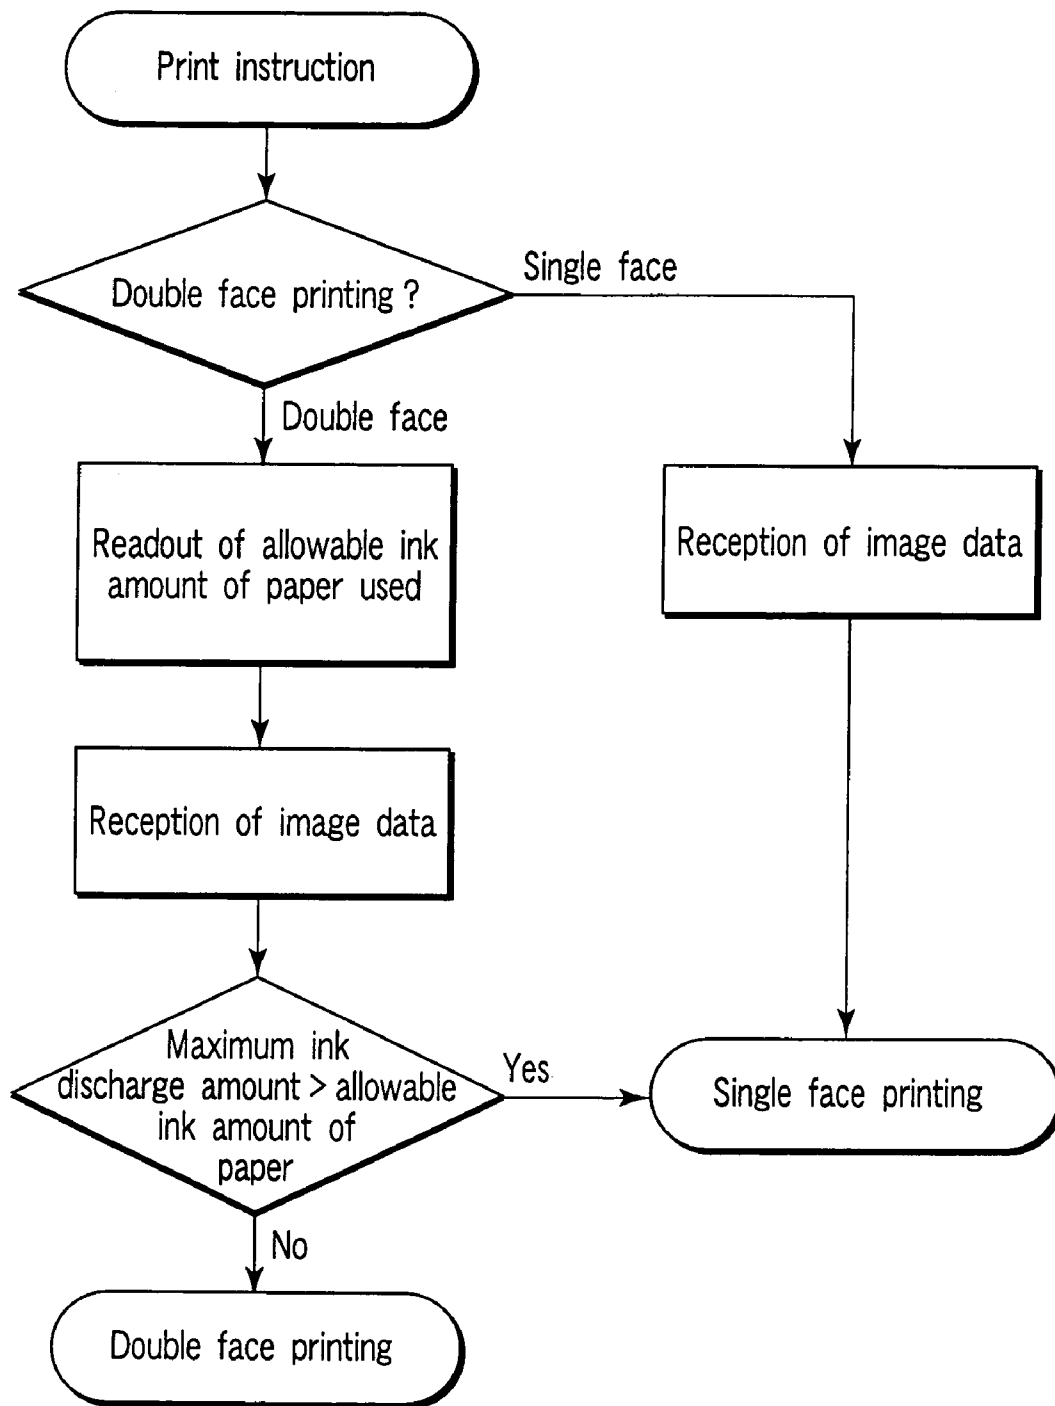 Print instruction
Double face printing ?
Single face
Double face
Readout of allowable ink
amount of paper used
Reception of image data
Reception of image data
Maximum ink
discharge amount > allowable
ink amount of
paper
Yes
Single face printing
No
Double face printing